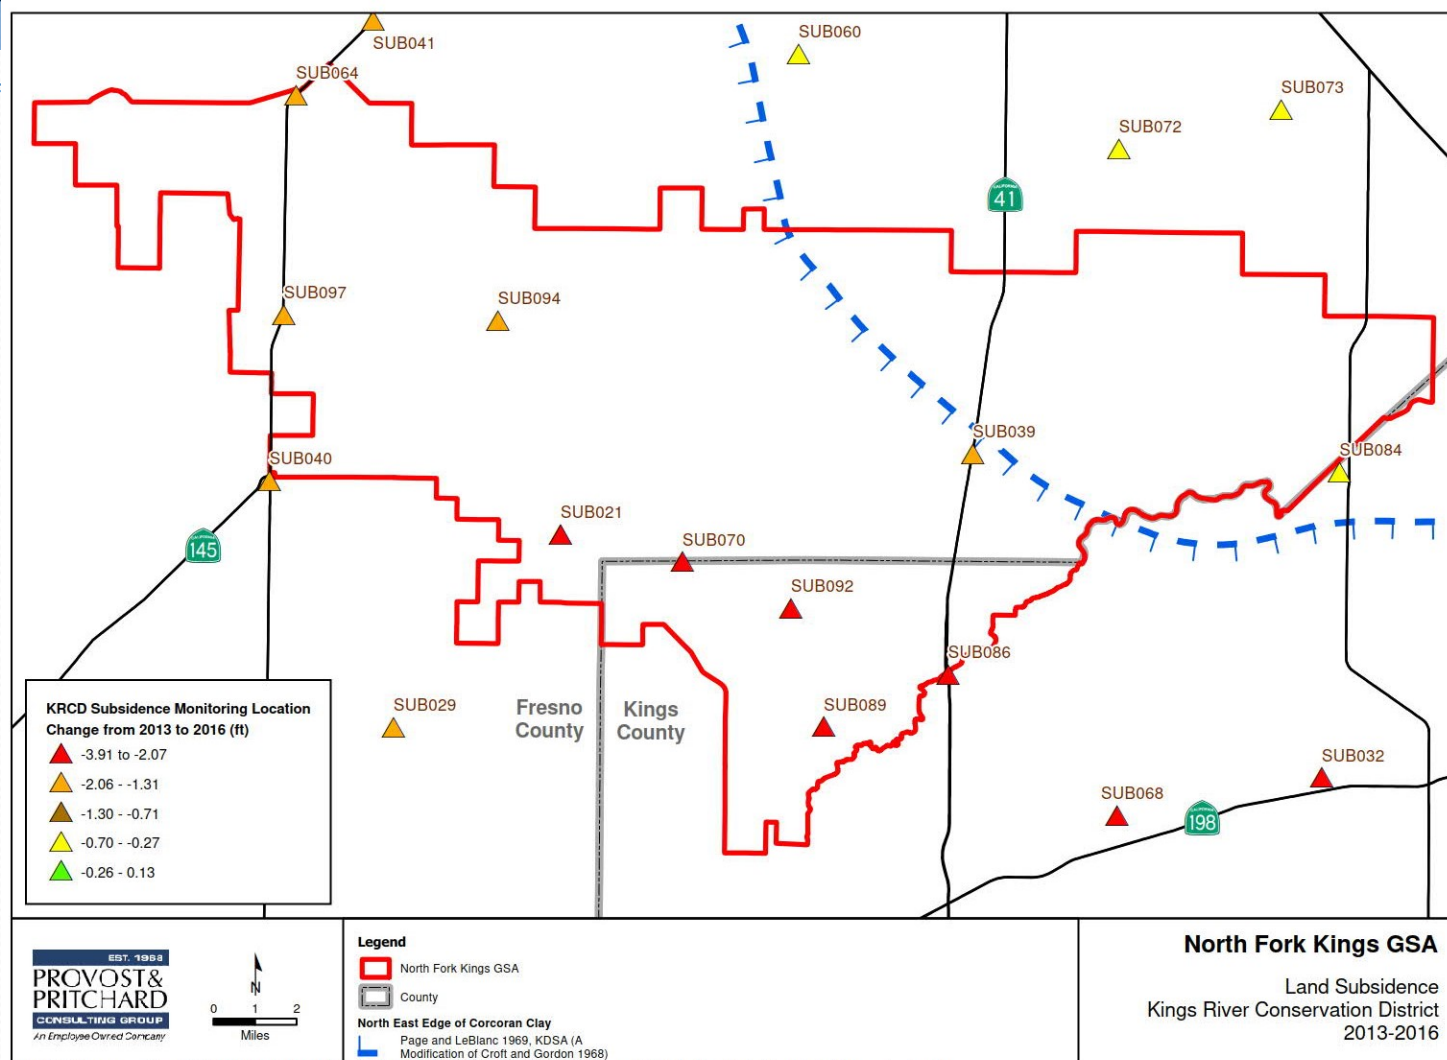 SUB041
SUB060
SUB064
SUB073
SUB072
CALIFORNIA
41
SUB097
SUB094
SUB039
SUB084
SUB040
SUB021
SUB070
CALIFORNIA
145
SUB092
SUB086
SUB029
SUB089
Fresno
County
Kings
County
SUB032
SUB068
CALIFORNIA
198
KRCD Subsidence Monitoring Location
Change from 2013 to 2016 (ft)
-3.91 to -2.07
-2.06 - -1.31
-1.30 - -0.71
-0.70 - -0.27
-0.26 - 0.13
EST. 1968
PROVOST&
PRITCHARD
CONSULTING GROUP
An Employee Owned Company
N
0 1 2
Miles
Legend
North Fork Kings GSA
County
North East Edge of Corcoran Clay
Page and LeBlanc 1969, KDSA (A
Modification of Croft and Gordon 1968)
North Fork Kings GSA
Land Subsidence
Kings River Conservation District
2013-2016